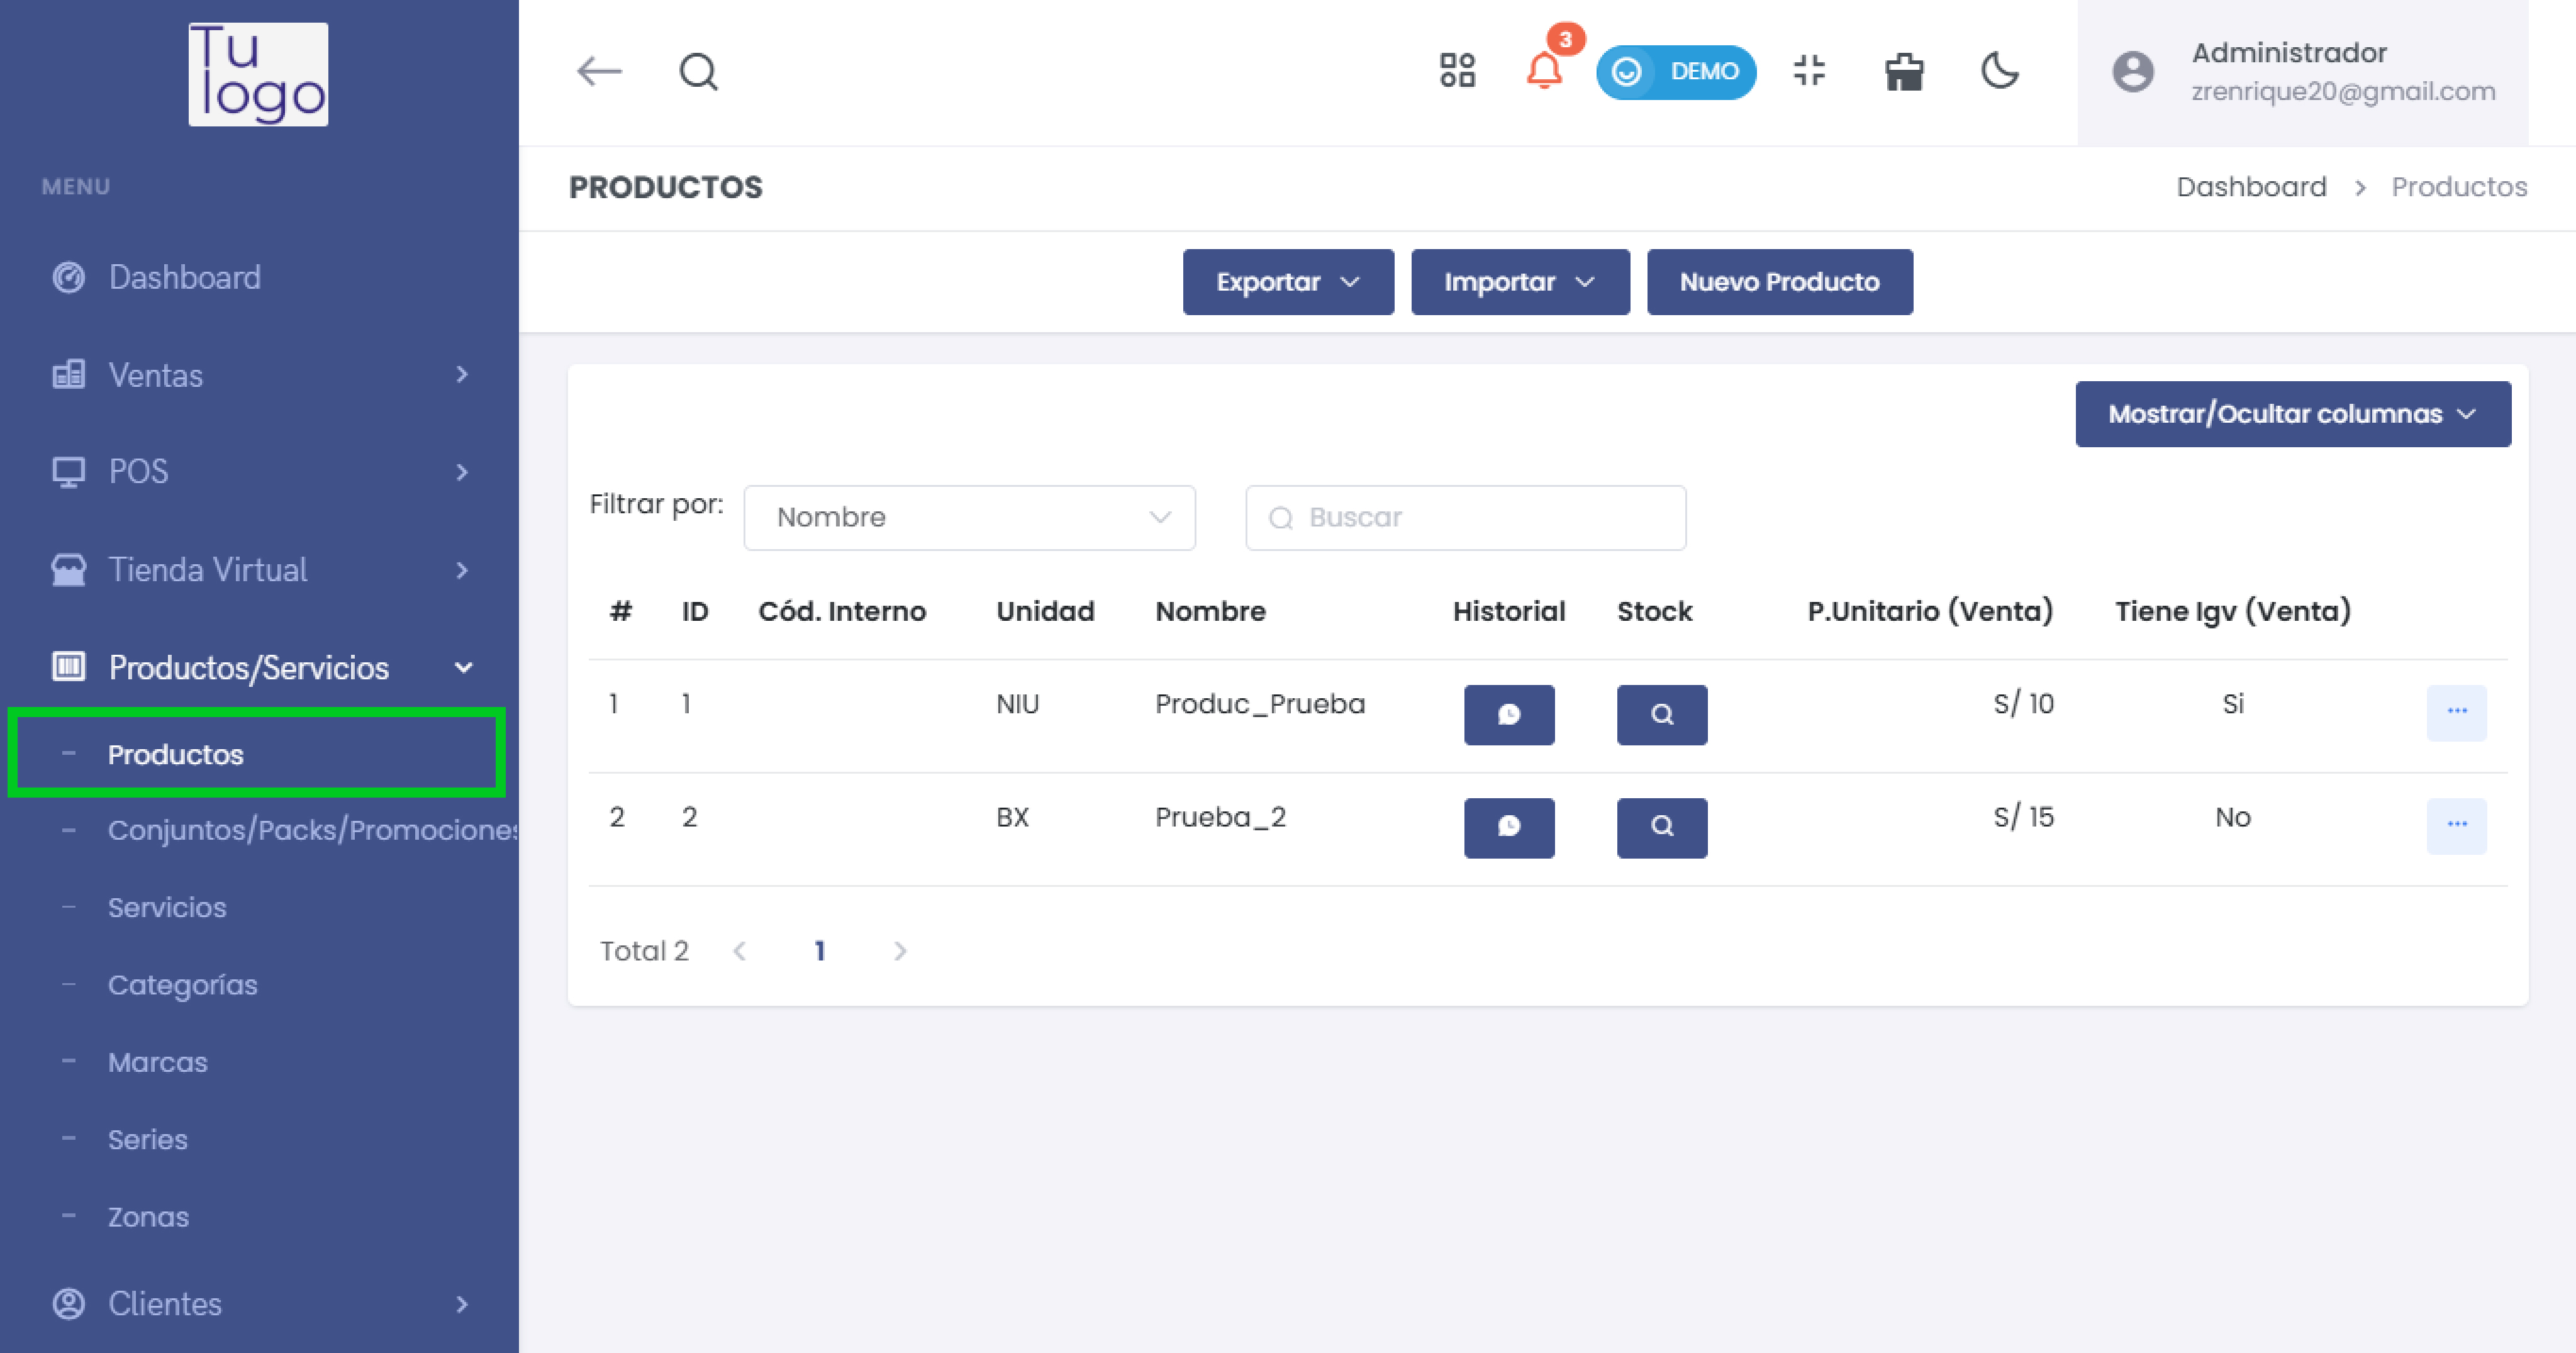 Tu
logo
MENU
Dashboard
Ventas
POS
Tienda Virtual
Productos/Servicios
Productos
Conjuntos/Packs/Promociones
Servicios
Categorías
Marcas
Series
Zonas
Clientes
3
DEMO
Administrador
zrenrique20@gmail.com
PRODUCTOS
Dashboard > Productos
Exportar Importar Nuevo Producto
Mostrar/Ocultar columnas
Filtrar por: Nombre Buscar
# ID Cód. Interno Unidad Nombre Historial Stock P.Unitario (Venta) Tiene Igv (Venta)
1 1 NIU Produc_Prueba S/ 10 Si ...
2 2 BX Prueba_2 S/ 15 No ...
Total 2 < 1 >